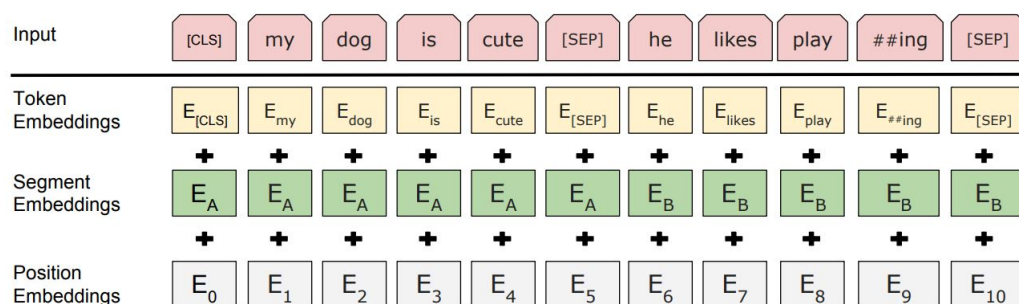 Input [CLS] my dog is cute [SEP] he likes play ##ing [SEP]
Token
Embeddings E[CLS] Emy Edog Eis Ecute E[SEP] Ehe Elikes Eplay E##ing E[SEP]
+ + + + + + + + + + +
Segment
Embeddings EA EA EA EA EA EA EB EB EB EB EB
+ + + + + + + + + + +
Position
Embeddings E0 E1 E2 E3 E4 E5 E6 E7 E8 E9 E10